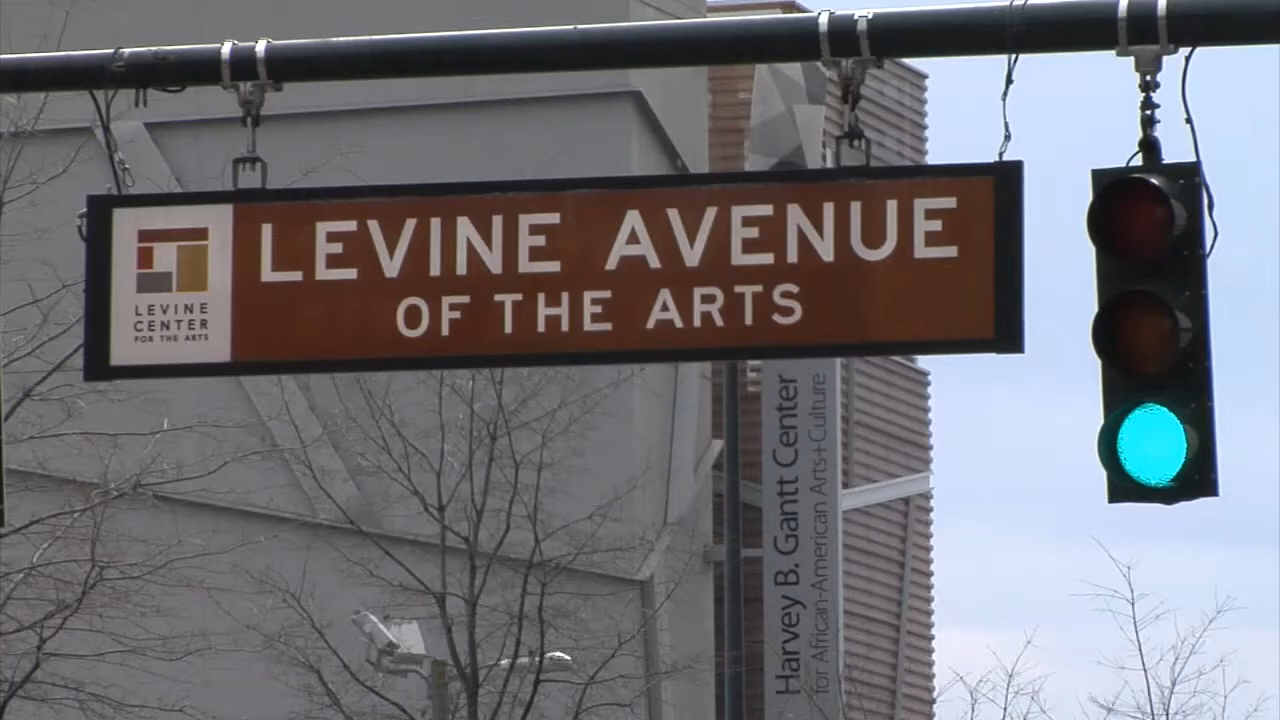 LEVINE AVENUE
OF THE ARTS
LEVINE
CENTER
FOR THE ARTS
Harvey B. Gantt Center
for African-American Arts+Culture